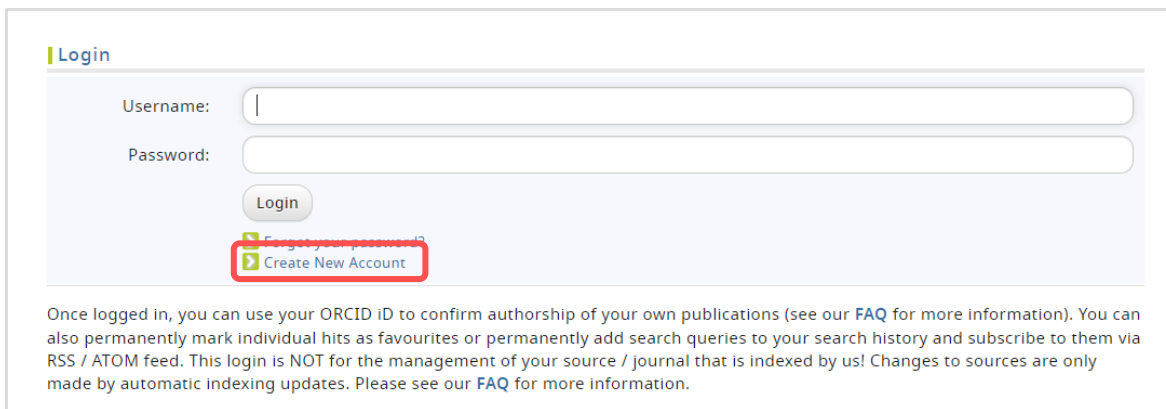 Login
Username:
Password:
Login
Forgot your password?
Create New Account
Once logged in, you can use your ORCID iD to confirm authorship of your own publications (see our FAQ for more information). You can
also permanently mark individual hits as favourites or permanently add search queries to your search history and subscribe to them via
RSS / ATOM feed. This login is NOT for the management of your source / journal that is indexed by us! Changes to sources are only
made by automatic indexing updates. Please see our FAQ for more information.